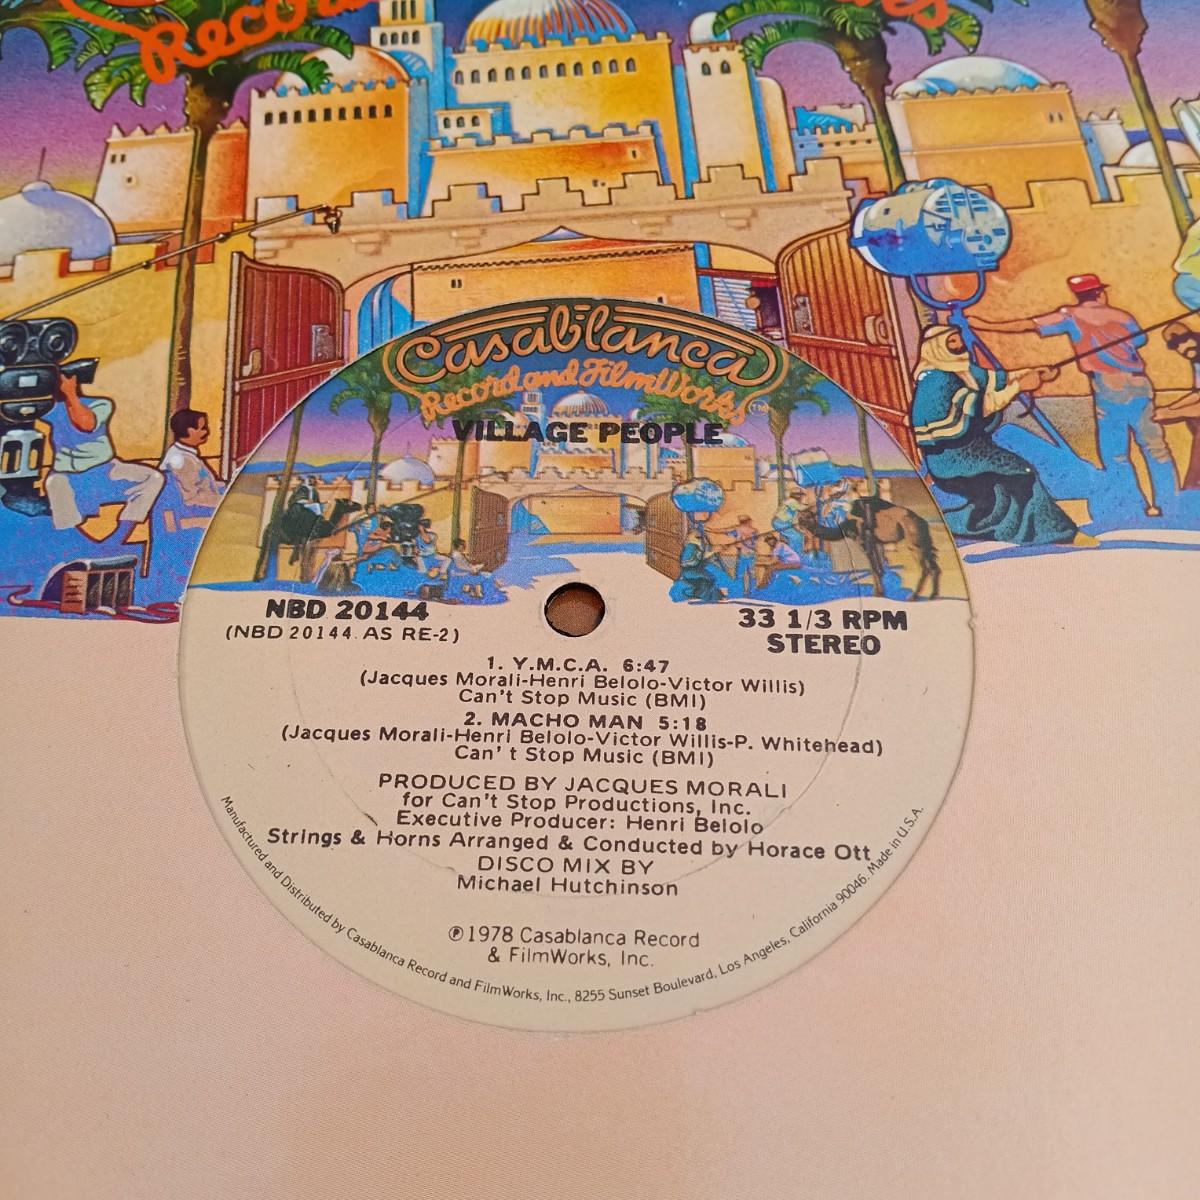 Records
Casablanca
Record and FilmWorks TM
VILLAGE PEOPLE
NBD 20144
(NBD 20144 AS RE-2)
33 1/3 RPM
STEREO
1. Y.M.C.A. 6:47
(Jacques Morali-Henri Belolo-Victor Willis)
Can't Stop Music (BMI)
2. MACHO MAN 5:18
(Jacques Morali-Henri Belolo-Victor Willis-P. Whitehead)
Can't Stop Music (BMI)
PRODUCED BY JACQUES MORALI
for Can't Stop Productions, Inc.
Executive Producer: Henri Belolo
Strings & Horns Arranged & Conducted by Horace Ott
DISCO MIX BY
Michael Hutchinson
℗ 1978 Casablanca Record
& FilmWorks, Inc.
Manufactured and Distributed by Casablanca Record and FilmWorks, Inc., 8255 Sunset Boulevard, Los Angeles, California 90046. Made in U.S.A.